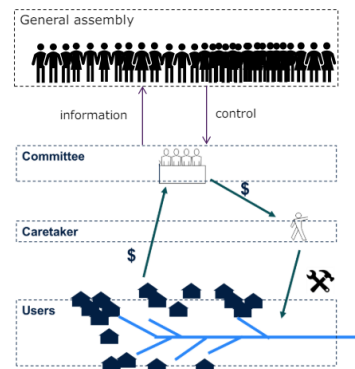 General assembly
information
control
Committee
$
Caretaker
$
Users